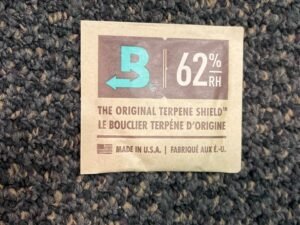 B
62%
RH
THE ORIGINAL TERPENE SHIELD™
LE BOUCLIER TERPÈNE D'ORIGINE
MADE IN U.S.A. | FABRIQUÉ AUX É.-U.